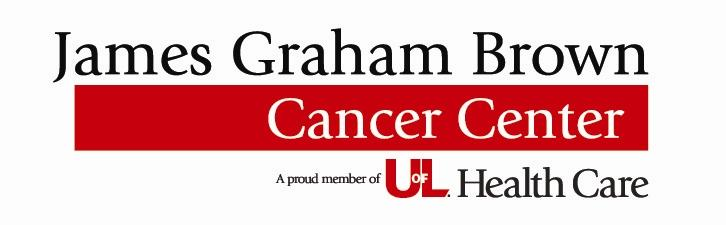 James Graham Brown
Cancer Center
A proud member of UOFL. Health Care